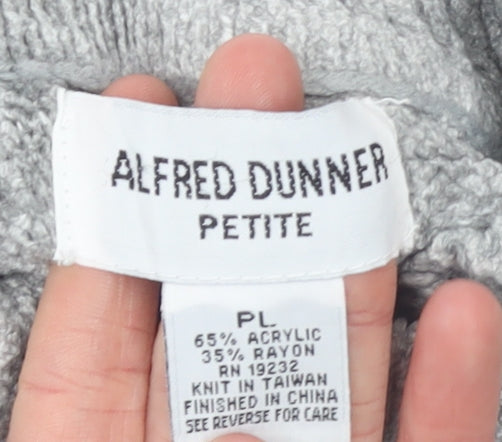 ALFRED DUNNER
PETITE
PL
65% ACRYLIC
35% RAYON
RN 19232
KNIT IN TAIWAN
FINISHED IN CHINA
SEE REVERSE FOR CARE